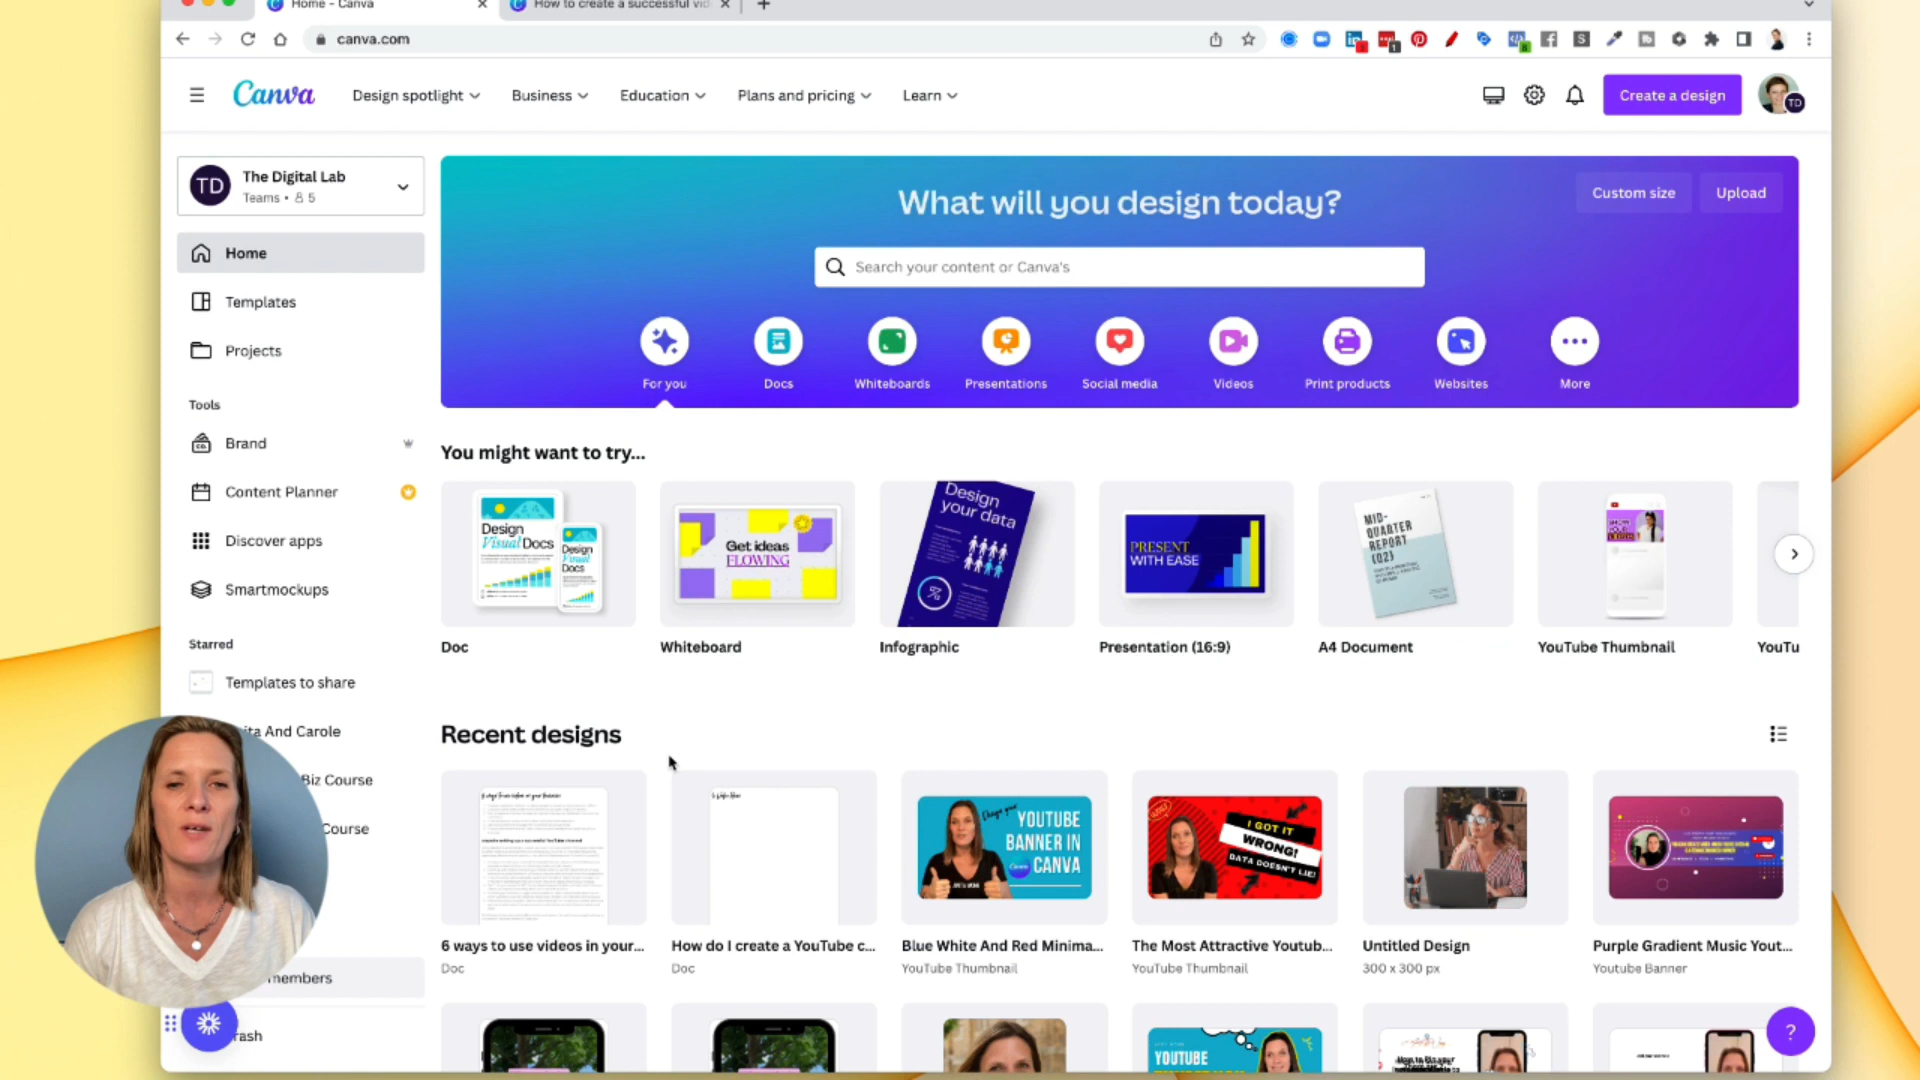 Home - Canva
How to create a successful vid
canva.com
Canva
Design spotlight
Business
Education
Plans and pricing
Learn
Create a design
TD
TD
The Digital Lab
Teams • 5
Home
Templates
Projects
Tools
Brand
Content Planner
Discover apps
Smartmockups
Starred
Templates to share
ita And Carole
Biz Course
Course
members
rash
What will you design today?
Custom size
Upload
Search your content or Canva's
For you
Docs
Whiteboards
Presentations
Social media
Videos
Print products
Websites
More
You might want to try...
Design
Visual Docs
Design
Visual
Docs
Get ideas
FLOWING
Design
your data
%
PRESENT
WITH EASE
MID-
QUARTER
REPORT
(Q2)
Doc
Whiteboard
Infographic
Presentation (16:9)
A4 Document
YouTube Thumbnail
YouTu
Recent designs
YOUTUBE
BANNER IN
CANVA
Canva
I GOT IT
WRONG!
DATA DOESN'T LIE!
6 ways to use videos in your...
Doc
How do I create a YouTube c...
Doc
Blue White And Red Minima...
YouTube Thumbnail
The Most Attractive Youtub...
YouTube Thumbnail
Untitled Design
300 x 300 px
Purple Gradient Music Yout...
Youtube Banner
YOUTUBE
?